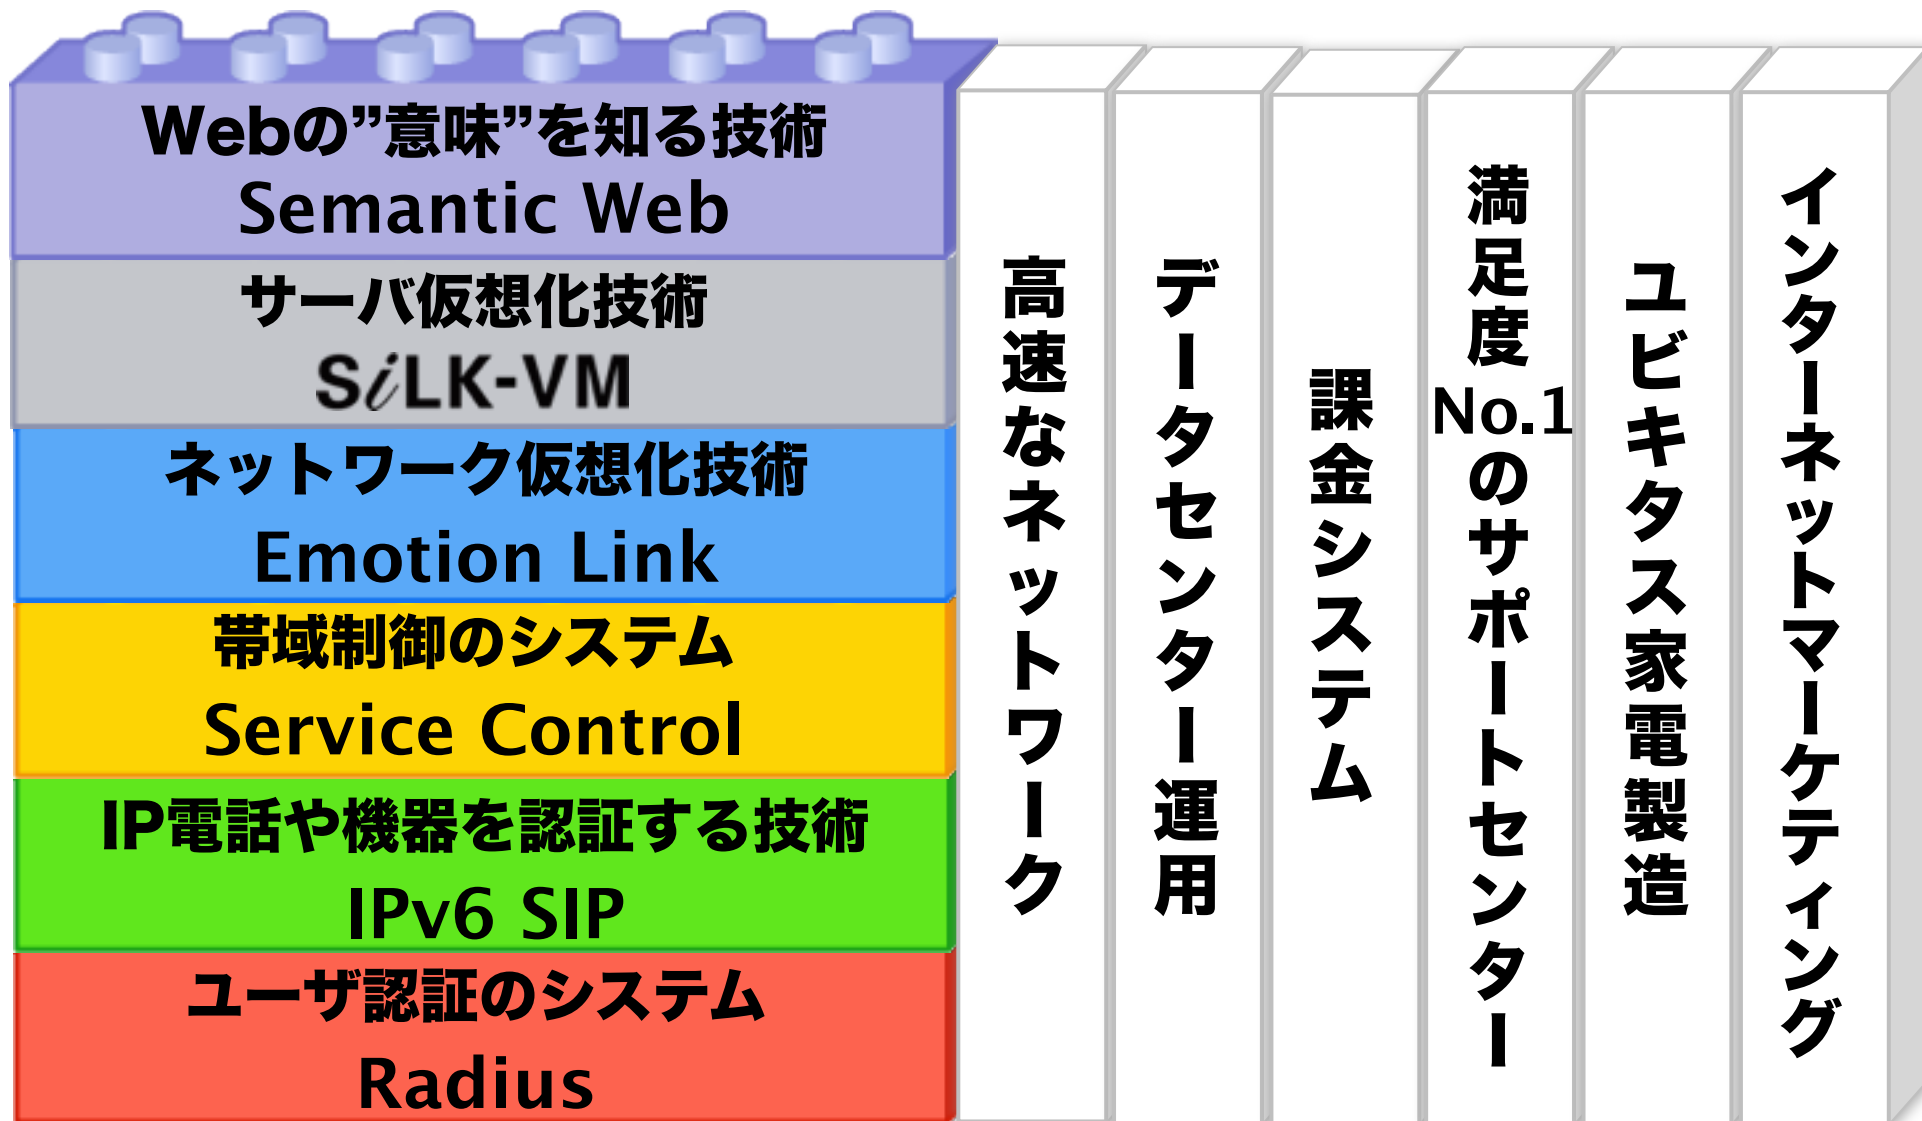 Webの”意味”を知る技術
Semantic Web
サーバ仮想化技術
SiLK-VM
ネットワーク仮想化技術
Emotion Link
帯域制御のシステム
Service Control
IP電話や機器を認証する技術
IPv6 SIP
ユーザ認証のシステム
Radius
高速なネットワーク
データセンター運用
課金システム
満足度No.1のサポートセンター
ユビキタス家電製造
インターネットマーケティング